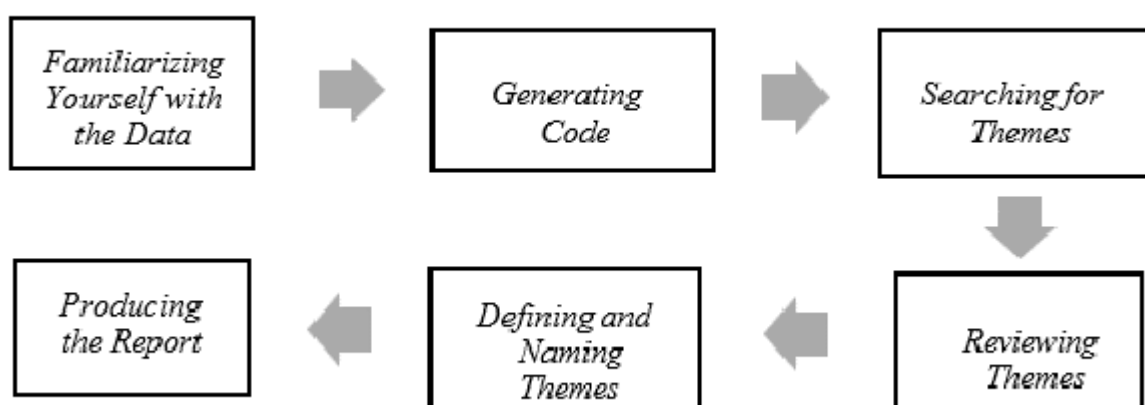 Familiarizing
Yourself with
the Data
Generating
Code
Searching for
Themes
Reviewing
Themes
Defining and
Naming
Themes
Producing
the Report